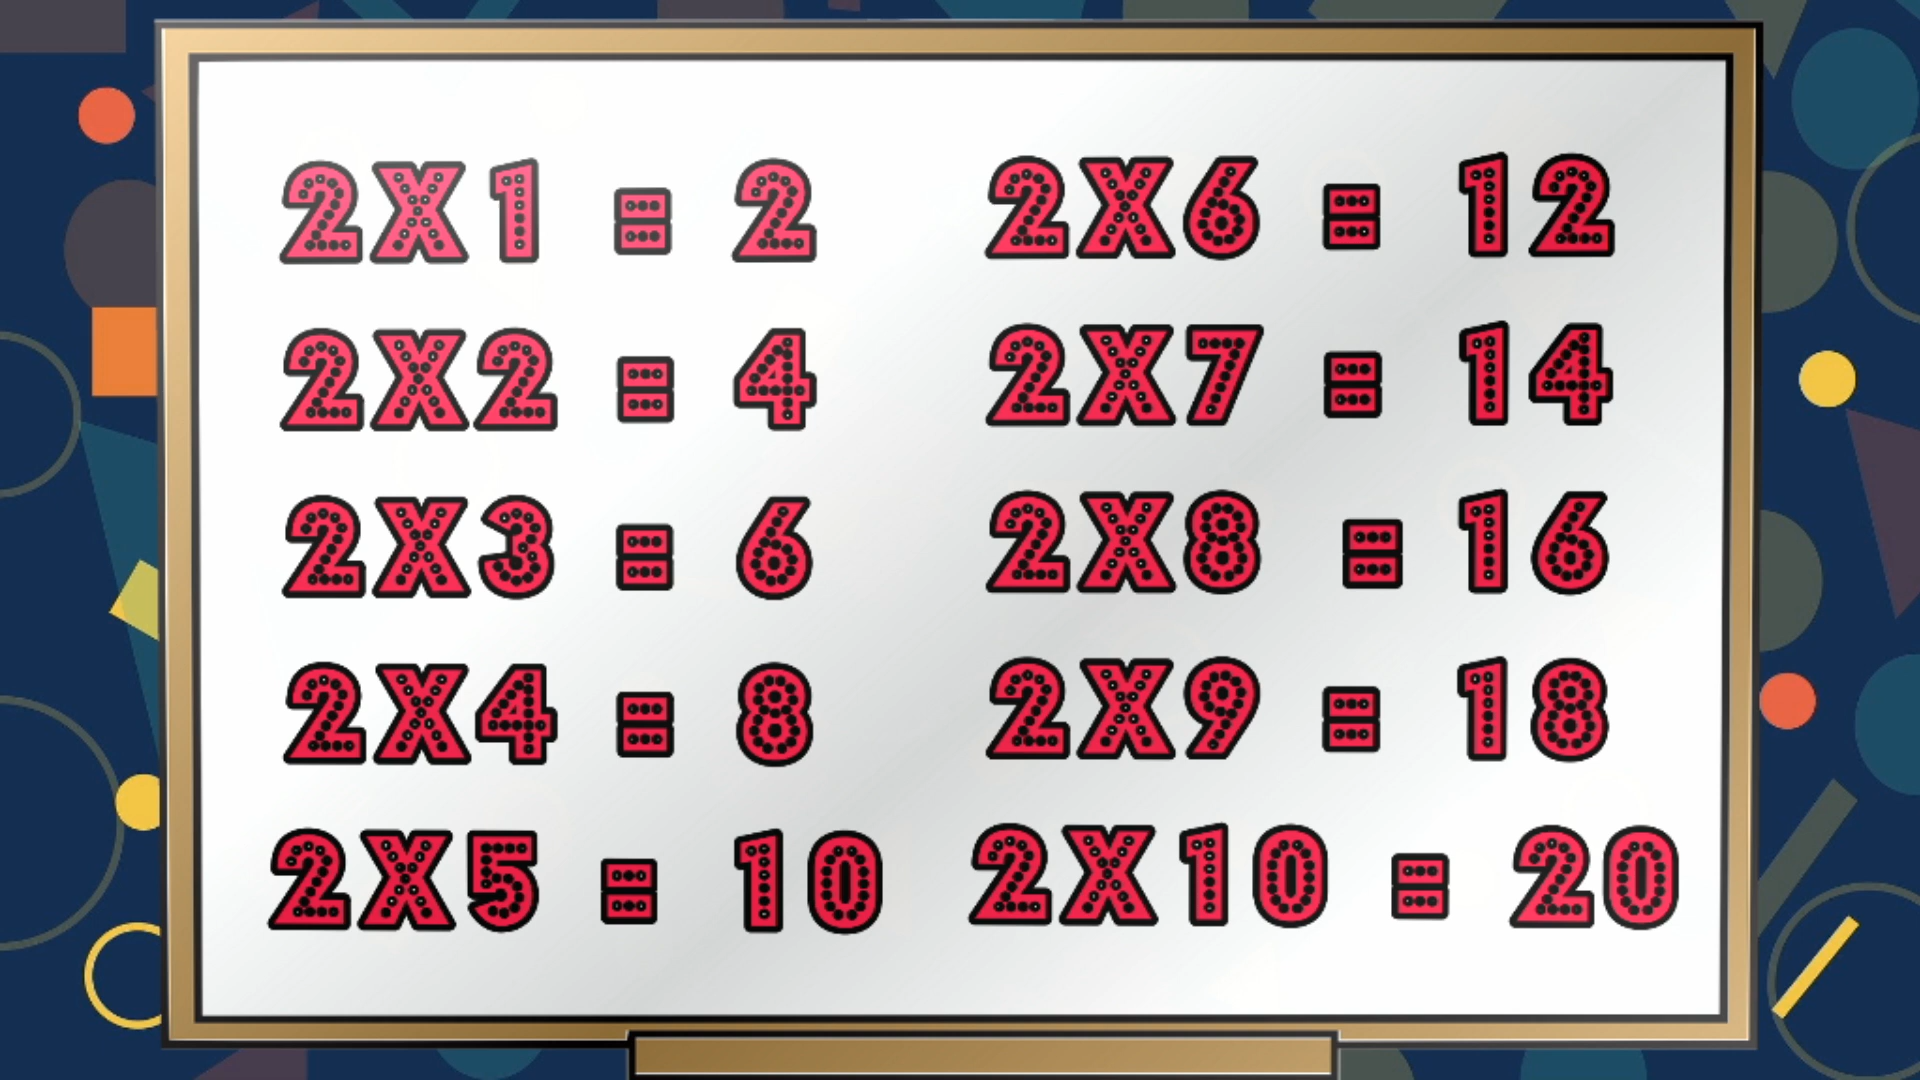 2X1 = 2
2X2 = 4
2X3 = 6
2X4 = 8
2X5 = 10
2X6 = 12
2X7 = 14
2X8 = 16
2X9 = 18
2X10 = 20